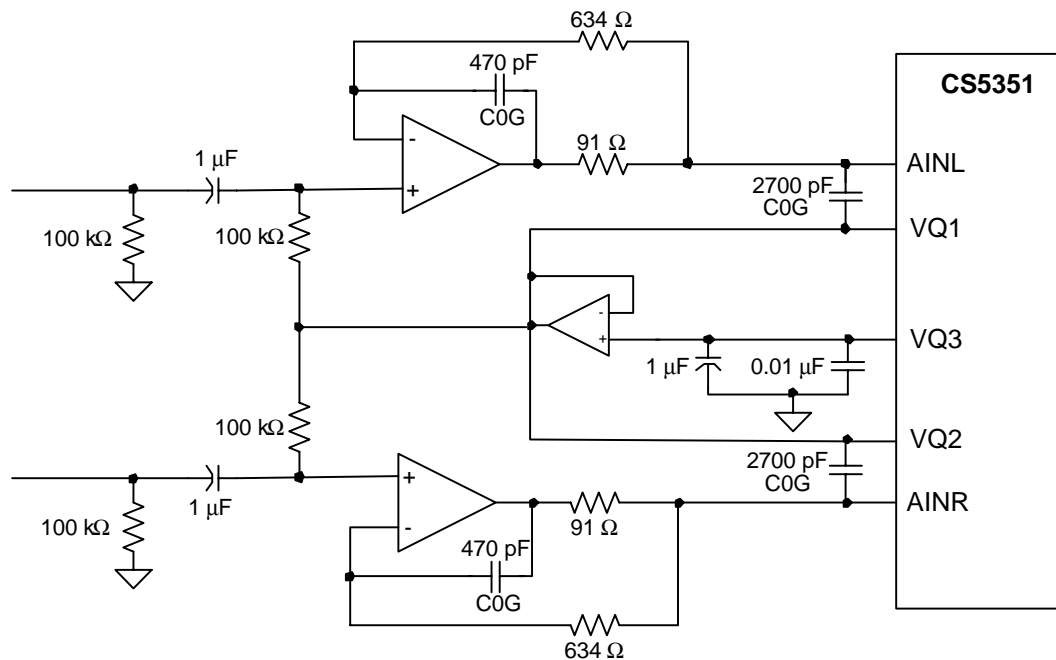 634 Ω
470 pF
C0G
CS5351
91 Ω
1 µF
-
+
AINL
2700 pF
C0G
100 kΩ
100 kΩ
VQ1
-
+
VQ3
1 µF
0.01 µF
100 kΩ
VQ2
2700 pF
C0G
+
-
1 µF
91 Ω
AINR
100 kΩ
470 pF
C0G
634 Ω